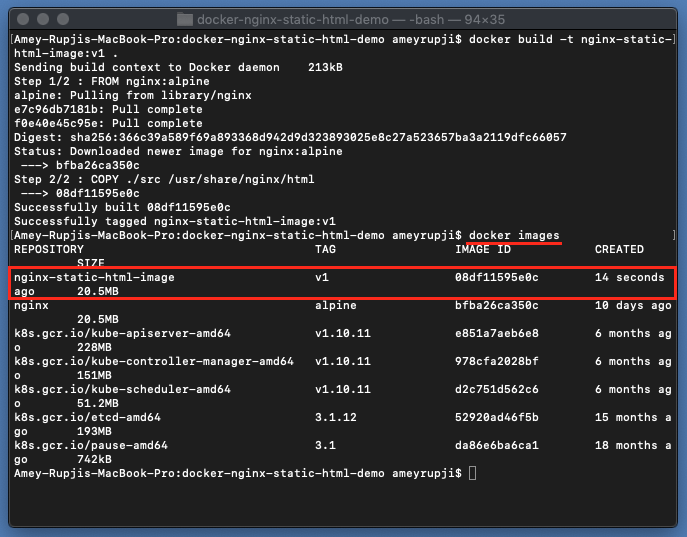 docker-nginx-static-html-demo — -bash — 94×35
[Amey-Rupjis-MacBook-Pro:docker-nginx-static-html-demo ameyrupji$ docker build -t nginx-static-]
html-image:v1 .
Sending build context to Docker daemon    213kB
Step 1/2 : FROM nginx:alpine
alpine: Pulling from library/nginx
e7c96db7181b: Pull complete
f0e40e45c95e: Pull complete
Digest: sha256:366c39a589f69a893368d942d9d323893025e8c27a523657ba3a2119dfc66057
Status: Downloaded newer image for nginx:alpine
 ---> bfba26ca350c
Step 2/2 : COPY ./src /usr/share/nginx/html
 ---> 08df11595e0c
Successfully built 08df11595e0c
Successfully tagged nginx-static-html-image:v1
[Amey-Rupjis-MacBook-Pro:docker-nginx-static-html-demo ameyrupji$ docker images                ]
REPOSITORY                                 TAG                 IMAGE ID            CREATED
         SIZE
nginx-static-html-image                    v1                  08df11595e0c        14 seconds
ago      20.5MB
nginx                                      alpine              bfba26ca350c        10 days ago
         20.5MB
k8s.gcr.io/kube-apiserver-amd64            v1.10.11            e851a7aeb6e8        6 months ag
o        228MB
k8s.gcr.io/kube-controller-manager-amd64   v1.10.11            978cfa2028bf        6 months ag
o        151MB
k8s.gcr.io/kube-scheduler-amd64            v1.10.11            d2c751d562c6        6 months ag
o        51.2MB
k8s.gcr.io/etcd-amd64                      3.1.12              52920ad46f5b        15 months a
go       193MB
k8s.gcr.io/pause-amd64                     3.1                 da86e6ba6ca1        18 months a
go       742kB
Amey-Rupjis-MacBook-Pro:docker-nginx-static-html-demo ameyrupji$